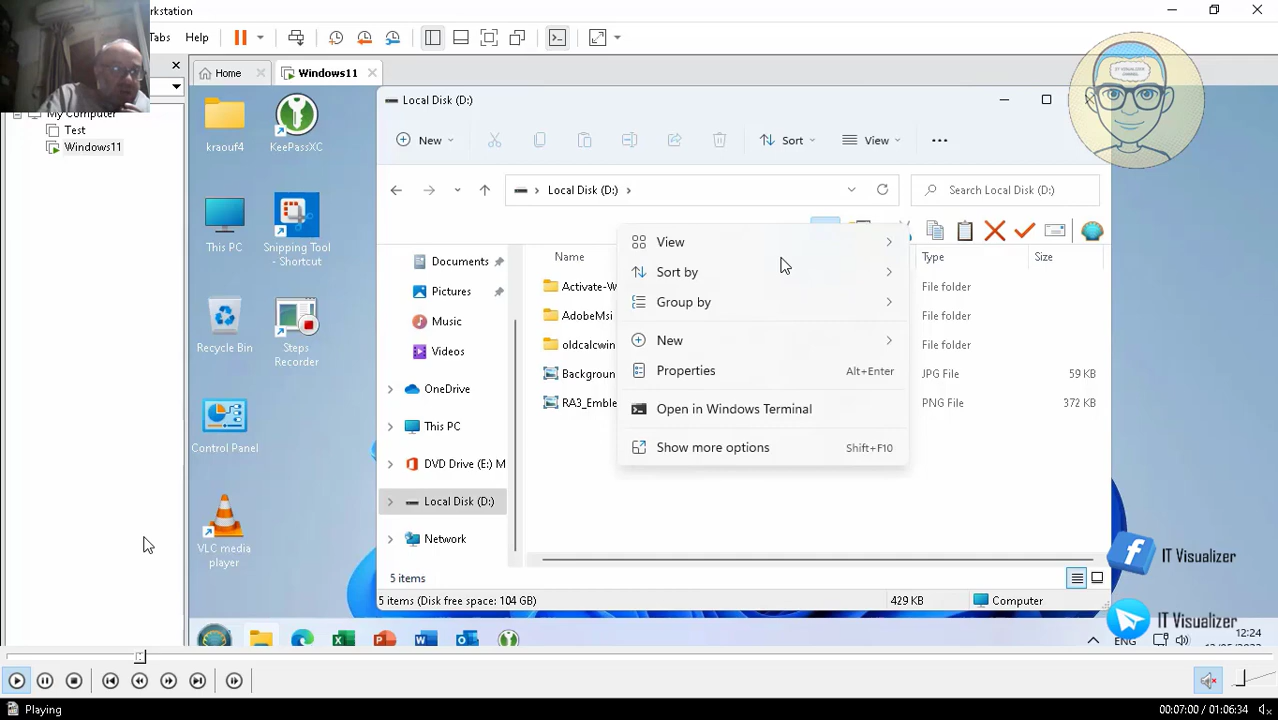 rkstation
Tabs Help
Home
Windows11
My Computer
Test
Windows11
kraouf4
KeePassXC
This PC
Snipping Tool
- Shortcut
Recycle Bin
Steps
Recorder
Control Panel
VLC media
player
Local Disk (D:)
New
Sort
View
Local Disk (D:)
Search Local Disk (D:)
Documents
Pictures
Music
Videos
OneDrive
This PC
DVD Drive (E:) M
Local Disk (D:)
Network
Name
Type
Size
Activate-W
File folder
AdobeMsi
File folder
oldcalcwin
File folder
Backgroun
JPG File
59 KB
RA3_Emble
PNG File
372 KB
View
Sort by
Group by
New
Properties
Alt+Enter
Open in Windows Terminal
Show more options
Shift+F10
5 items
5 items (Disk free space: 104 GB)
429 KB
Computer
IT VISUALIZER
CHANNEL
IT Visualizer
IT Visualizer
ENG
12:24
Playing
00:07:00 / 01:06:34